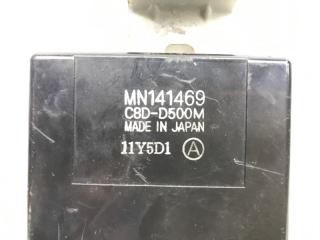 MN141469
C8D-D500M
MADE IN JAPAN
11Y5D1 Ⓐ